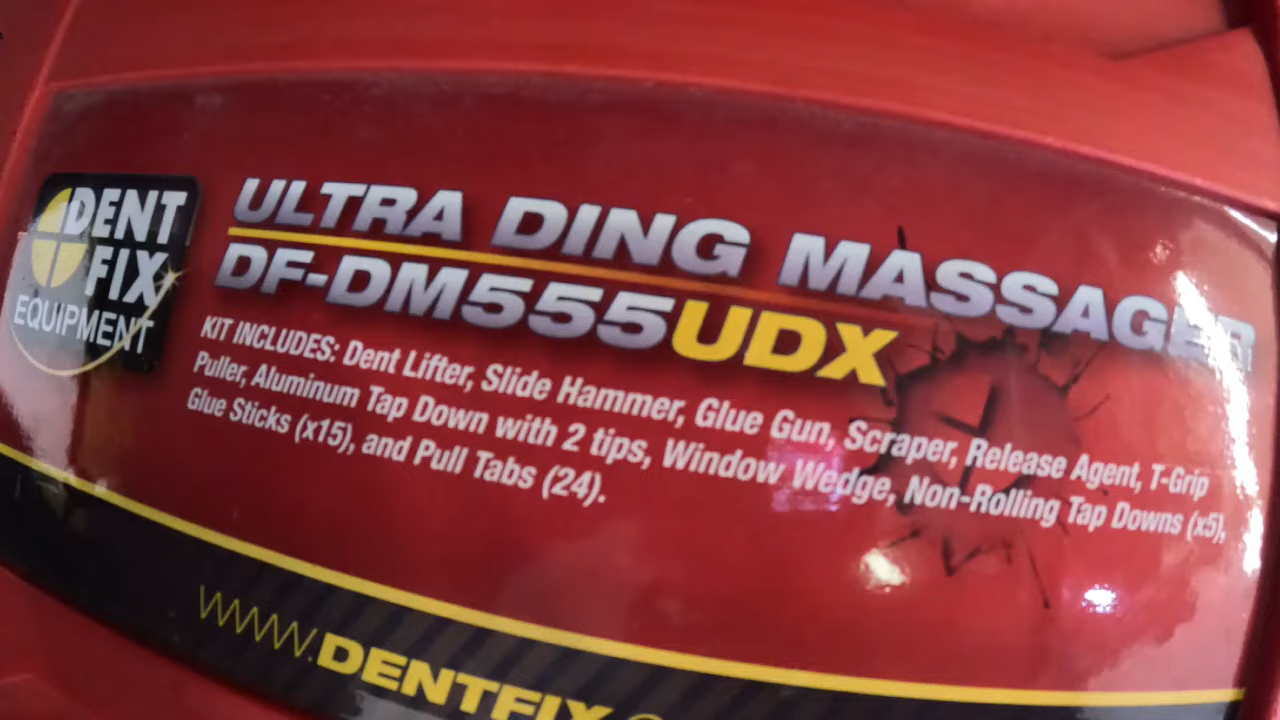 DENT
FIX
EQUIPMENT
ULTRA DING MASSAGER
DF-DM555UDX
KIT INCLUDES: Dent Lifter, Slide Hammer, Glue Gun, Scraper, Release Agent, T-Grip
Puller, Aluminum Tap Down with 2 tips, Window Wedge, Non-Rolling Tap Downs (x5),
Glue Sticks (x15), and Pull Tabs (24).
WWW.DENTFIX